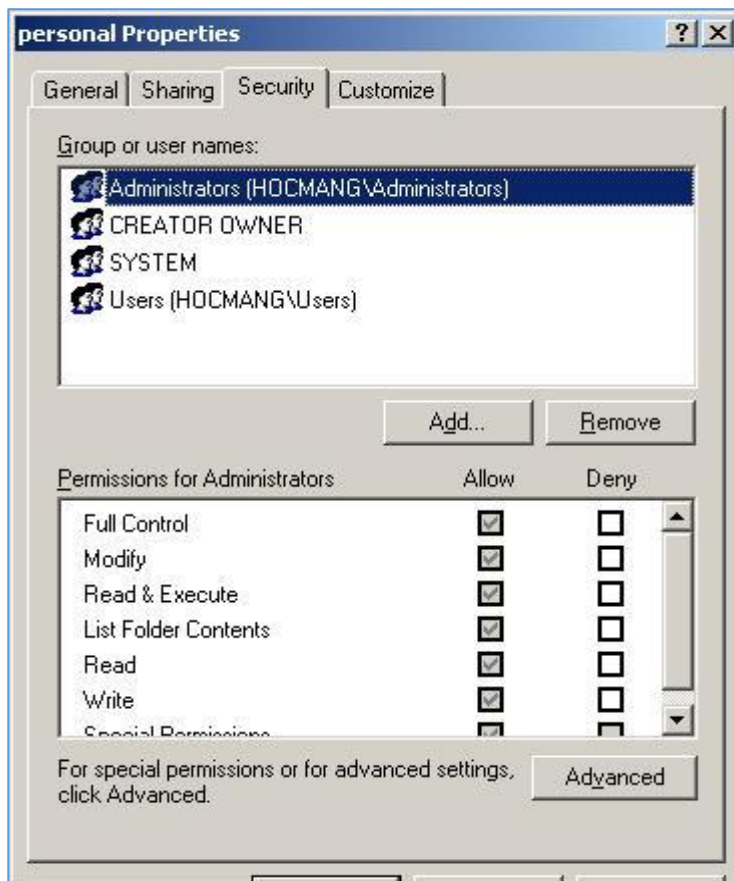 personal Properties
General Sharing Security Customize
Group or user names:
Administrators (HOCMANG\Administrators)
CREATOR OWNER
SYSTEM
Users (HOCMANG\Users)
Add... Remove
Permissions for Administrators Allow Deny
Full Control
Modify
Read & Execute
List Folder Contents
Read
Write
Special Permissions
For special permissions or for advanced settings, Advanced
click Advanced.